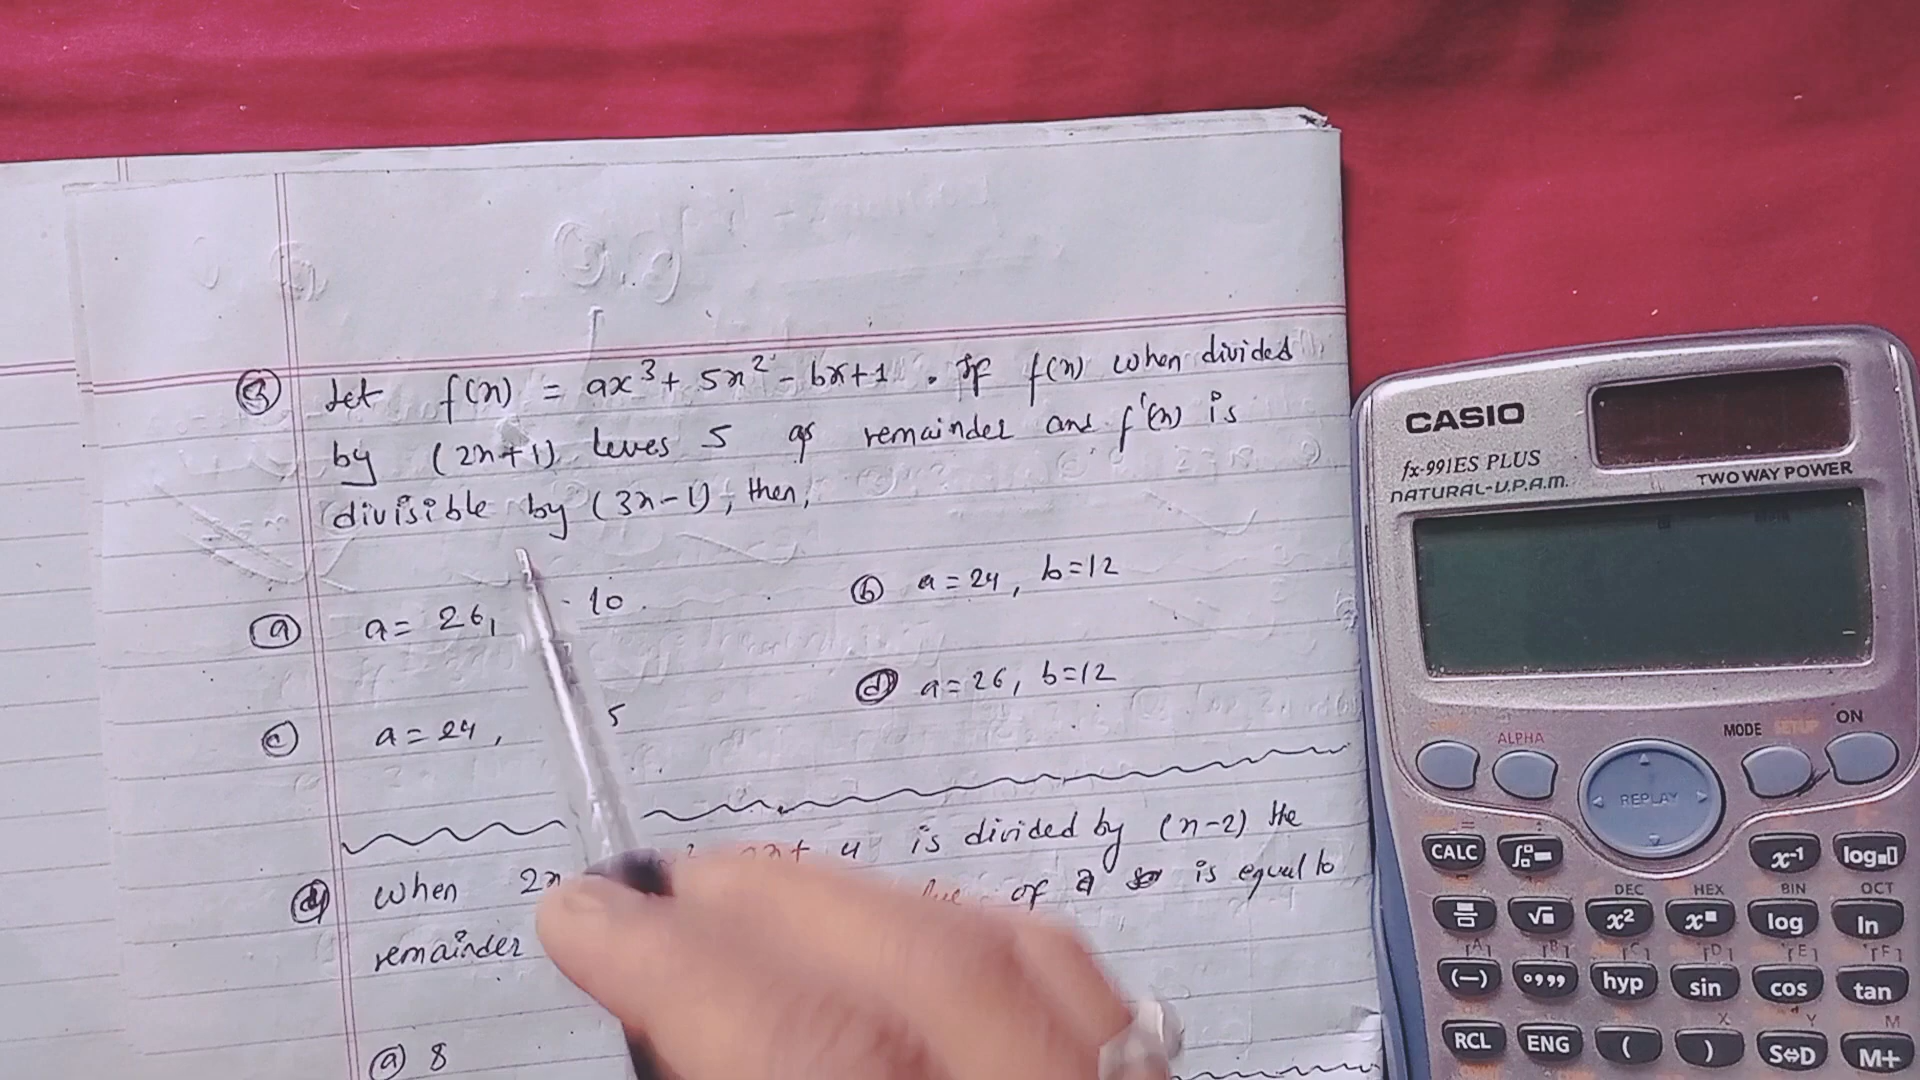 Q Let f(x) = ax³ + 5x² - bx + 1 . If f(x) when divided
by (2x+1) leves 5 as remainder and f'(x) is
divisible by (3x-1), then,
(a) a = 26, 10
(b) a = 24, b = 12
(c) a = 24, 5
(d) a = 26, b = 12
when 2x + 4 is divided by (x-2) the
remainder of a is equal to
(a) 8
CASIO
fx-991ES PLUS
NATURAL-V.P.A.M.
TWO WAY POWER
ALPHA MODE SETUP ON
REPLAY
CALC x⁻¹ log
DEC HEX BIN OCT
√ x² x log ln
[A] [B] [C] [D] [E] [F]
(−) °,,, hyp sin cos tan
X Y M
RCL ENG ( ) S⇔D M+